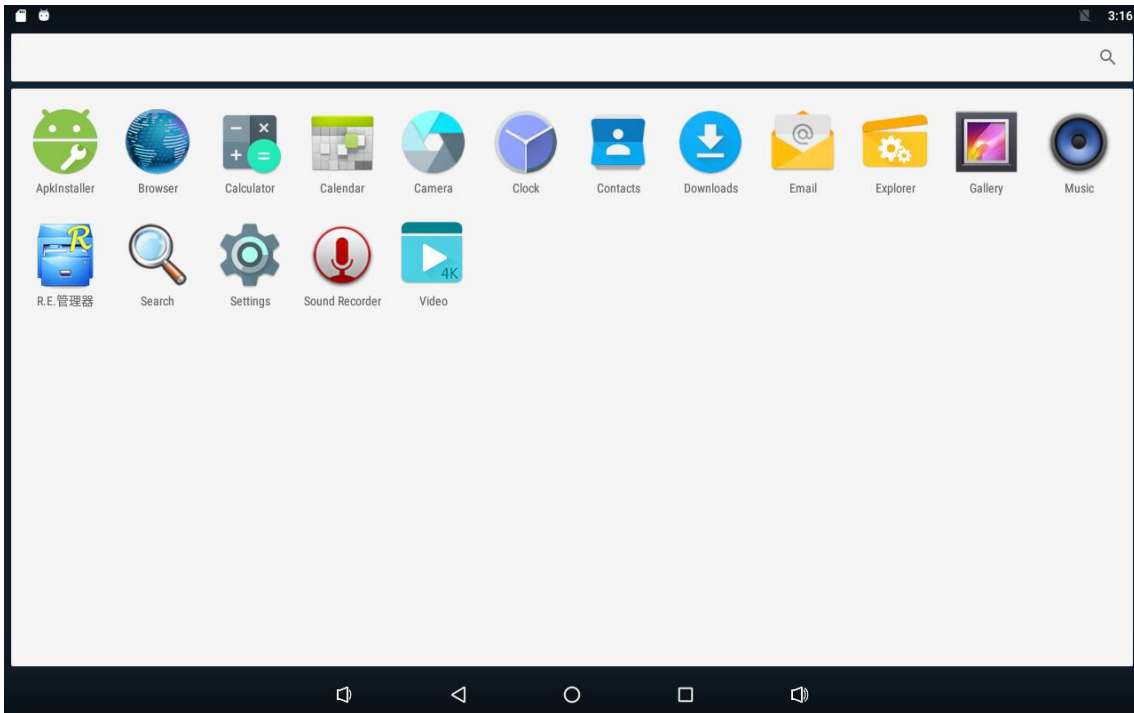 3:16
ApkInstaller Browser Calculator Calendar Camera Clock Contacts Downloads Email Explorer Gallery Music
R.E.管理器 Search Settings Sound Recorder Video
R
@
4K